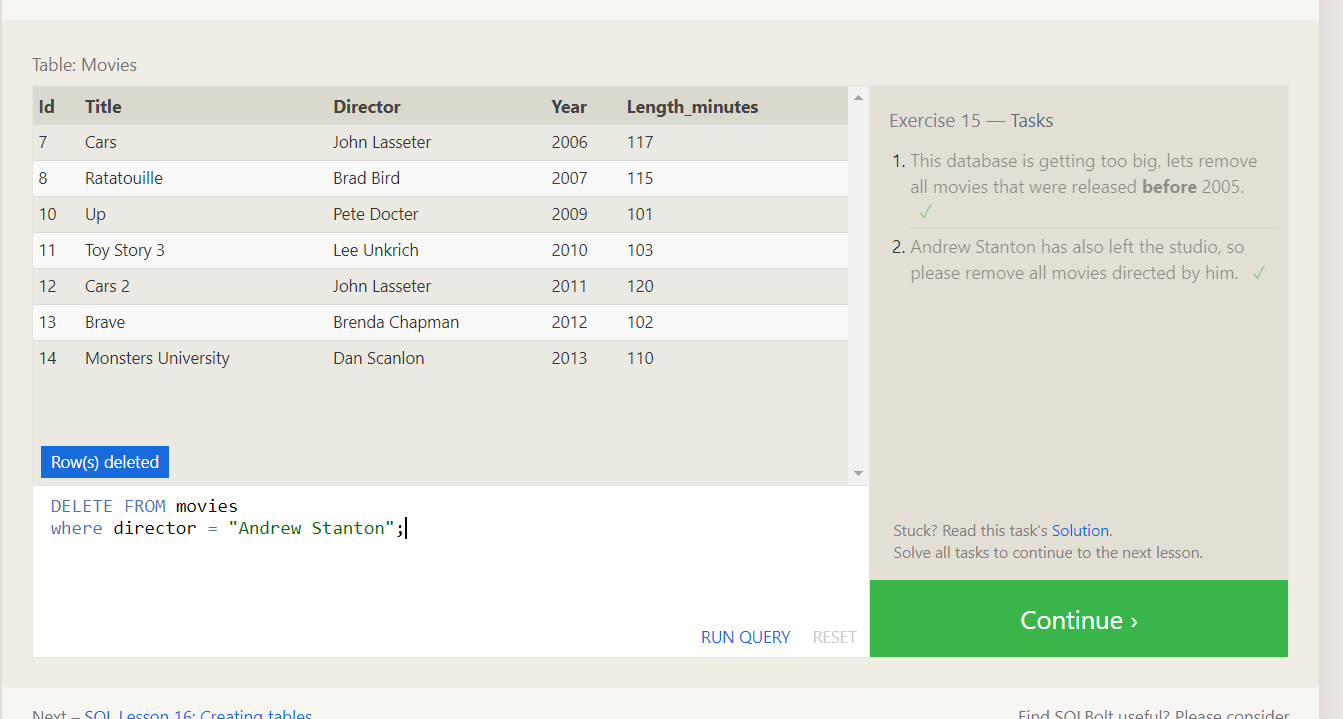 Table: Movies
Id Title Director Year Length_minutes
7 Cars John Lasseter 2006 117
8 Ratatouille Brad Bird 2007 115
10 Up Pete Docter 2009 101
11 Toy Story 3 Lee Unkrich 2010 103
12 Cars 2 John Lasseter 2011 120
13 Brave Brenda Chapman 2012 102
14 Monsters University Dan Scanlon 2013 110
Row(s) deleted
DELETE FROM movies
where director = "Andrew Stanton";
RUN QUERY RESET
Exercise 15 — Tasks
1. This database is getting too big, lets remove
all movies that were released before 2005.
✓
2. Andrew Stanton has also left the studio, so
please remove all movies directed by him. ✓
Stuck? Read this task's Solution.
Solve all tasks to continue to the next lesson.
Continue ›
Next – SQL Lesson 16: Creating tables
Find SQLBolt useful? Please consider